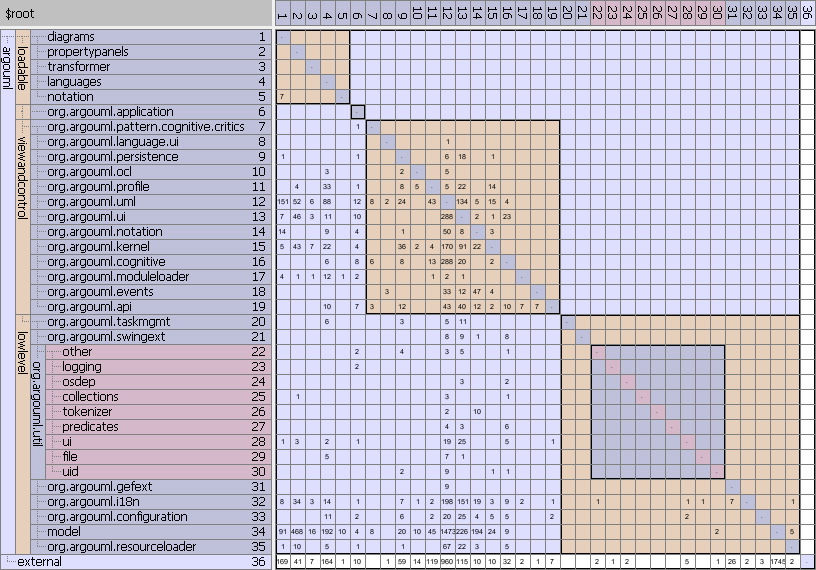 $root 1 2 3 4 5 6 7 8 9 10 11 12 13 14 15 16 17 18 19 20 21 22 23 24 25 26 27 28 29 30 31 32 33 34 35 36
argouml
loadable
diagrams 1
propertypanels 2
transformer 3
languages 4
notation 5 7
org.argouml.application 6
viewandcontrol
org.argouml.pattern.cognitive.critics 7 1
org.argouml.language.ui 8 1
org.argouml.persistence 9 1 1 6 18 1
org.argouml.ocl 10 3 2 5
org.argouml.profile 11 4 33 1 8 5 5 22 14
org.argouml.uml 12 151 52 6 88 12 8 2 24 43 134 5 15 4
org.argouml.ui 13 7 46 3 11 10 288 2 1 23
org.argouml.notation 14 14 9 4 1 50 8 3
org.argouml.kernel 15 5 43 7 22 4 36 2 4 170 91 22
org.argouml.cognitive 16 6 8 6 8 11 288 20 2
org.argouml.moduleloader 17 4 1 1 12 1 2 1 2 1
org.argouml.events 18 3 33 12 47 4
org.argouml.api 19 10 7 3 12 43 40 12 2 10 7 7
lowlevel
org.argouml.taskmgmt 20 6 3 5 11
org.argouml.swingext 21 8 9 1 8
org.argouml.util
other 22 2 4 3 5 1
logging 23 2
osdep 24 3 2
collections 25 1 3 1
tokenizer 26 2 10
predicates 27 4 3 6
ui 28 1 3 2 1 19 25 5 1
file 29 5 7 1
uid 30 2 9 1 1
org.argouml.gefext 31 9
org.argouml.i18n 32 8 34 3 14 1 7 1 2 198 151 19 3 9 2 1 1 1 1 7 1
org.argouml.configuration 33 11 6 2 20 25 4 5 5 2 2
model 34 91 468 16 192 10 4 8 20 10 45 1473 226 194 24 9 2 5
org.argouml.resourceloader 35 1 10 5 1 67 22 3 5
external 36 169 41 7 164 1 10 1 59 14 119 960 115 10 10 32 2 1 7 2 1 2 5 1 26 2 3 1745 2